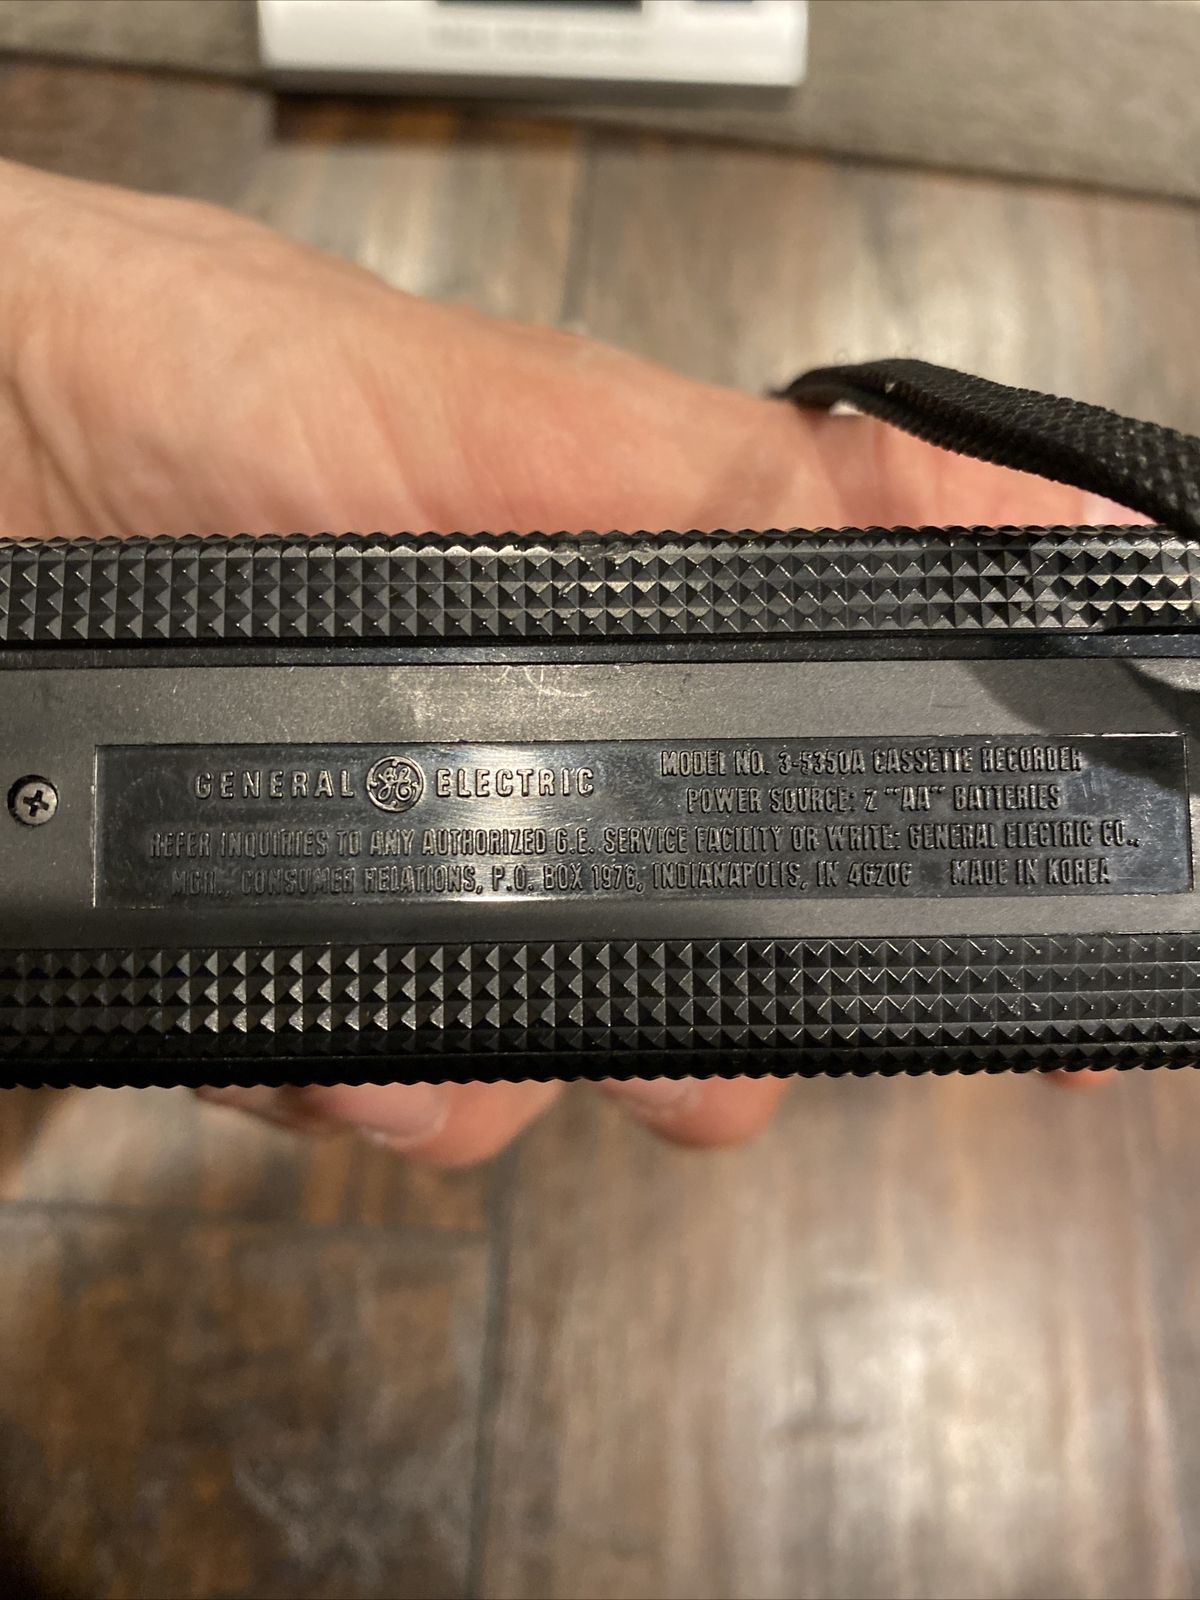 GENERAL GE ELECTRIC
MODEL NO. 3-5350A CASSETTE RECORDER
POWER SOURCE: 2 "AA" BATTERIES
REFER INQUIRIES TO ANY AUTHORIZED G.E. SERVICE FACILITY OR WRITE: GENERAL ELECTRIC CO.,
MGR., CONSUMER RELATIONS, P.O. BOX 1976, INDIANAPOLIS, IN 46206 MADE IN KOREA